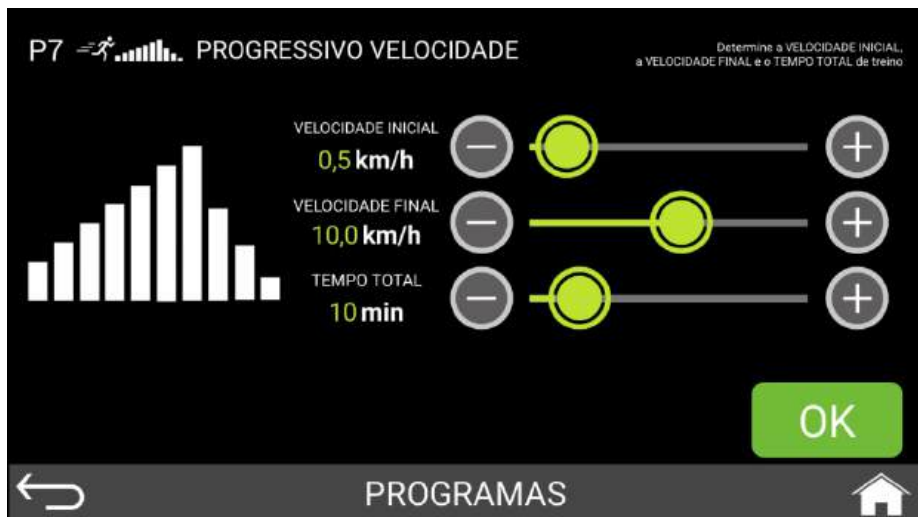 P7 PROGRESSIVO VELOCIDADE
Determine a VELOCIDADE INICIAL,
a VELOCIDADE FINAL e o TEMPO TOTAL de treino
VELOCIDADE INICIAL
0,5 km/h
VELOCIDADE FINAL
10,0 km/h
TEMPO TOTAL
10 min
OK
PROGRAMAS